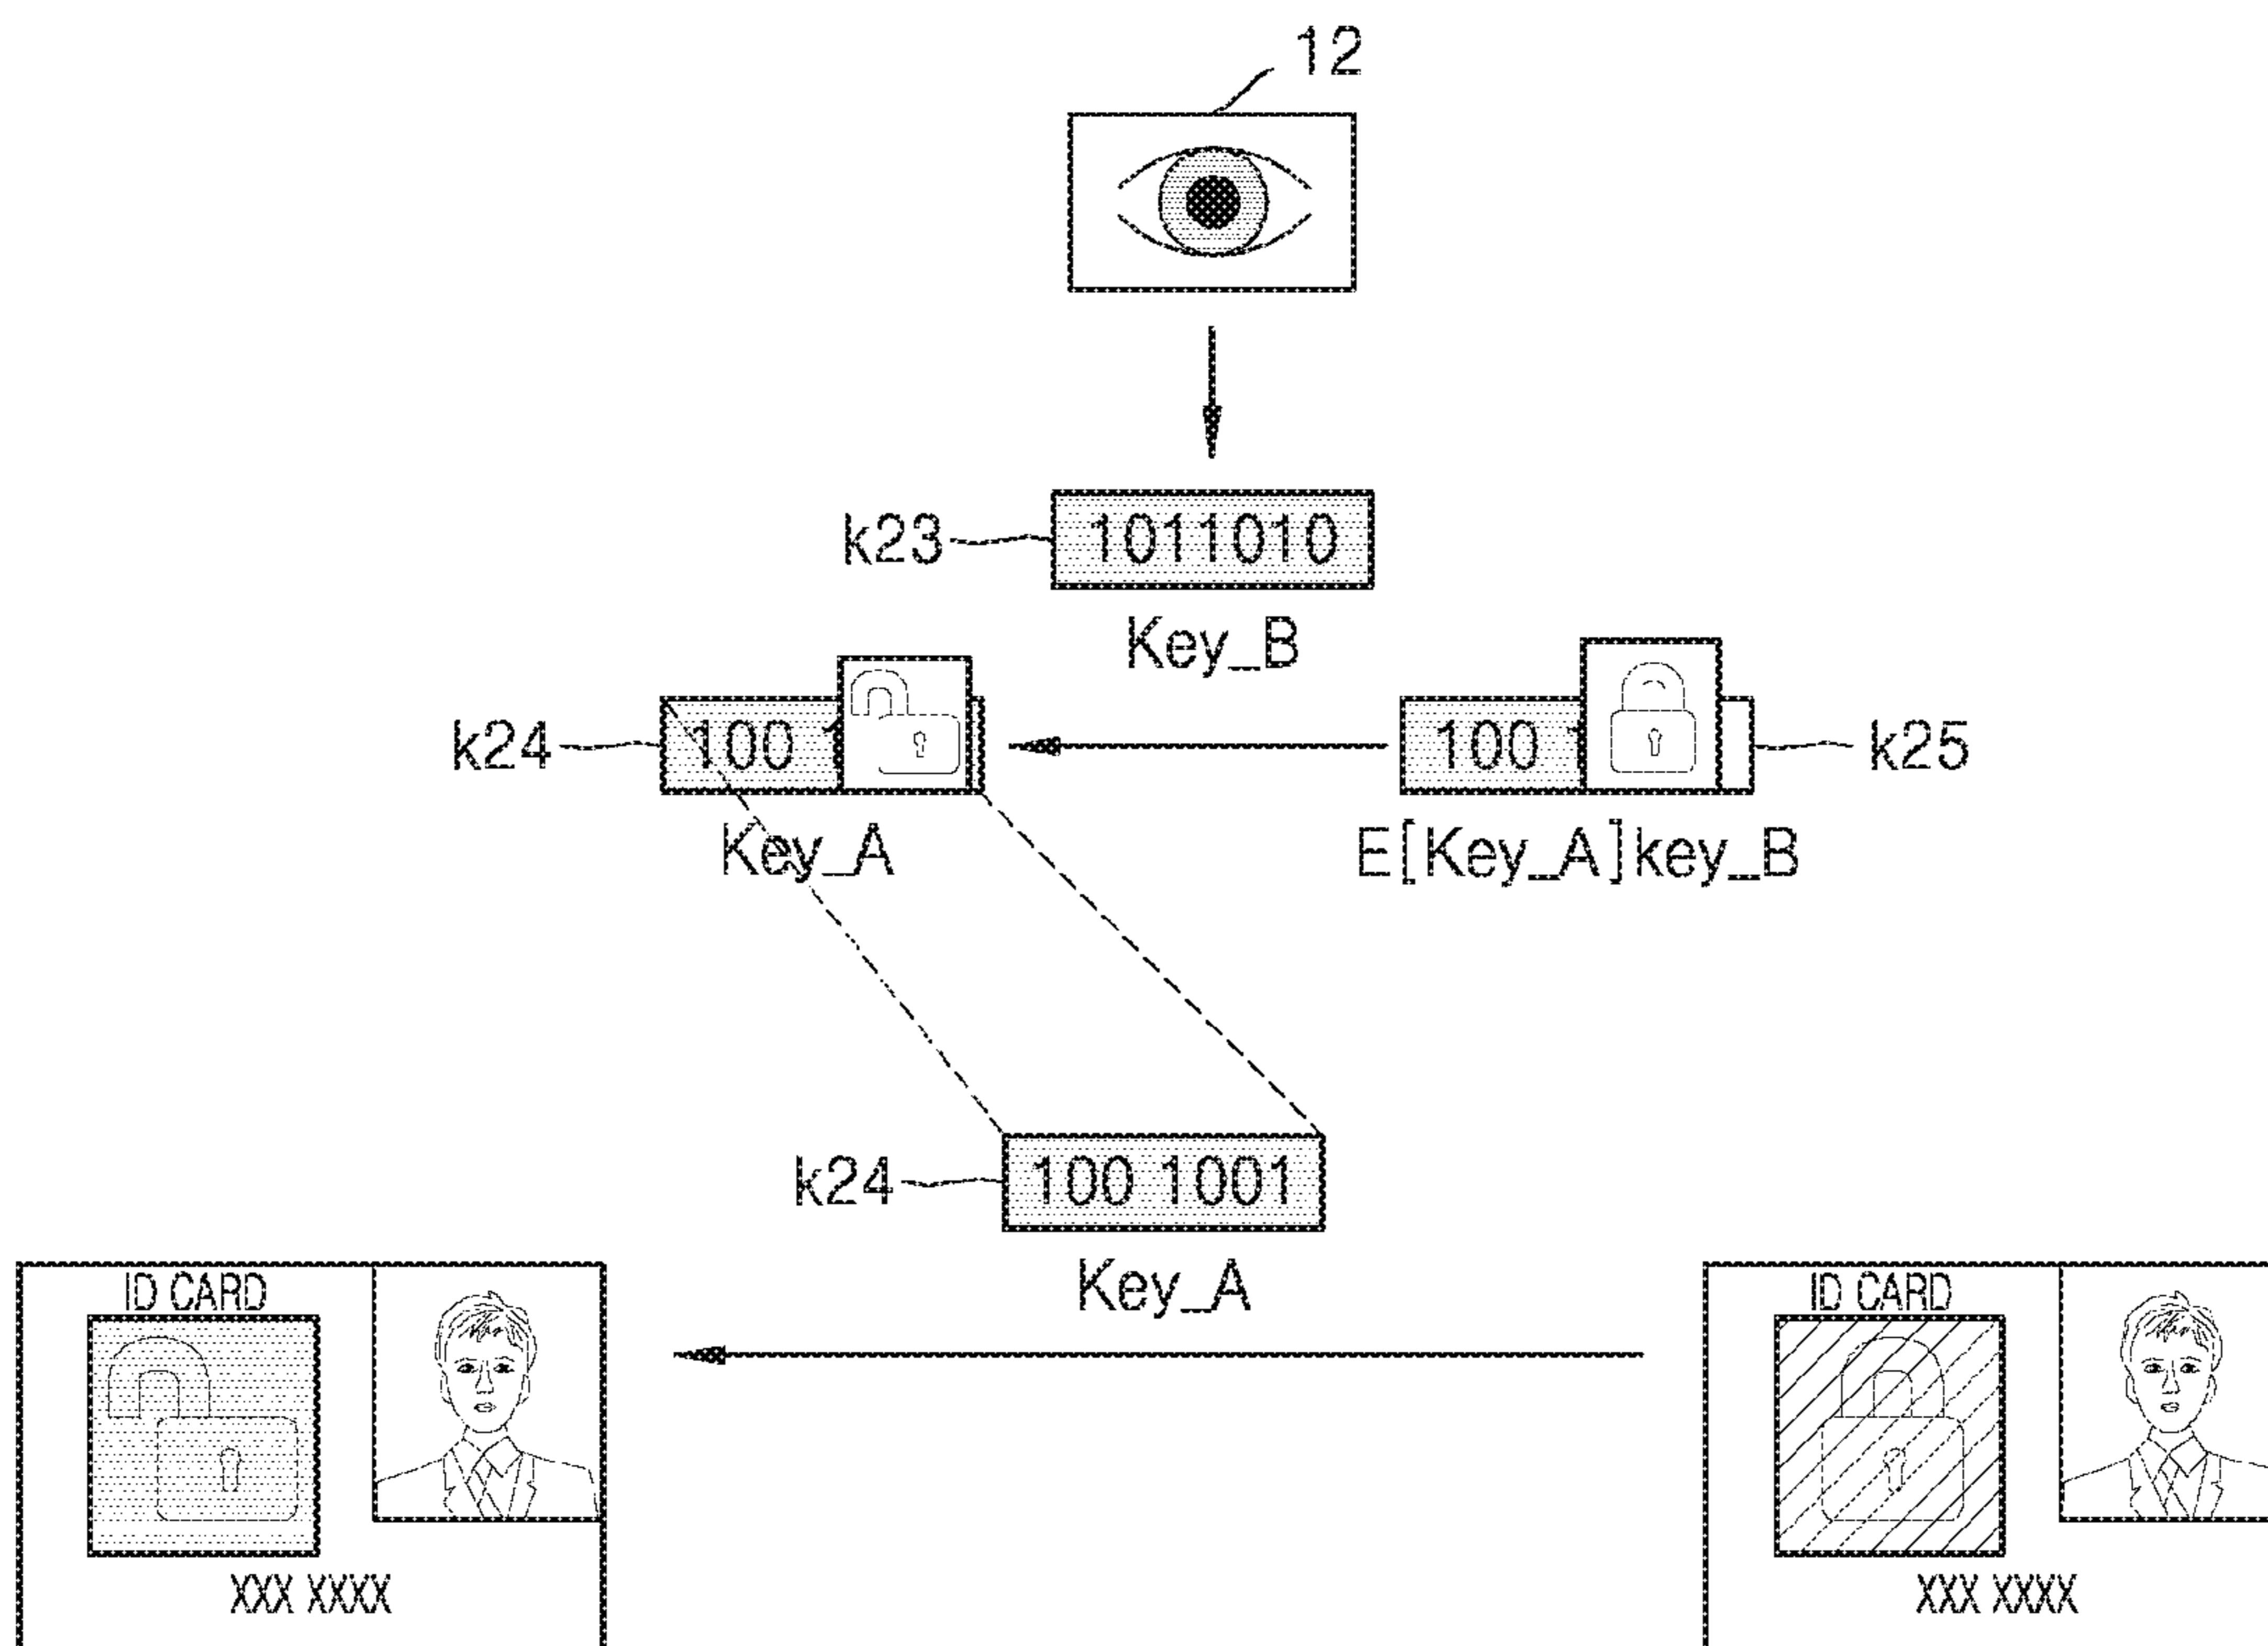 12
k23
1011010
Key_B
k24
100 1
Key_A
100 1
k25
E[Key_A]key_B
k24
100 1001
Key_A
ID CARD
XXX XXXX
ID CARD
XXX XXXX